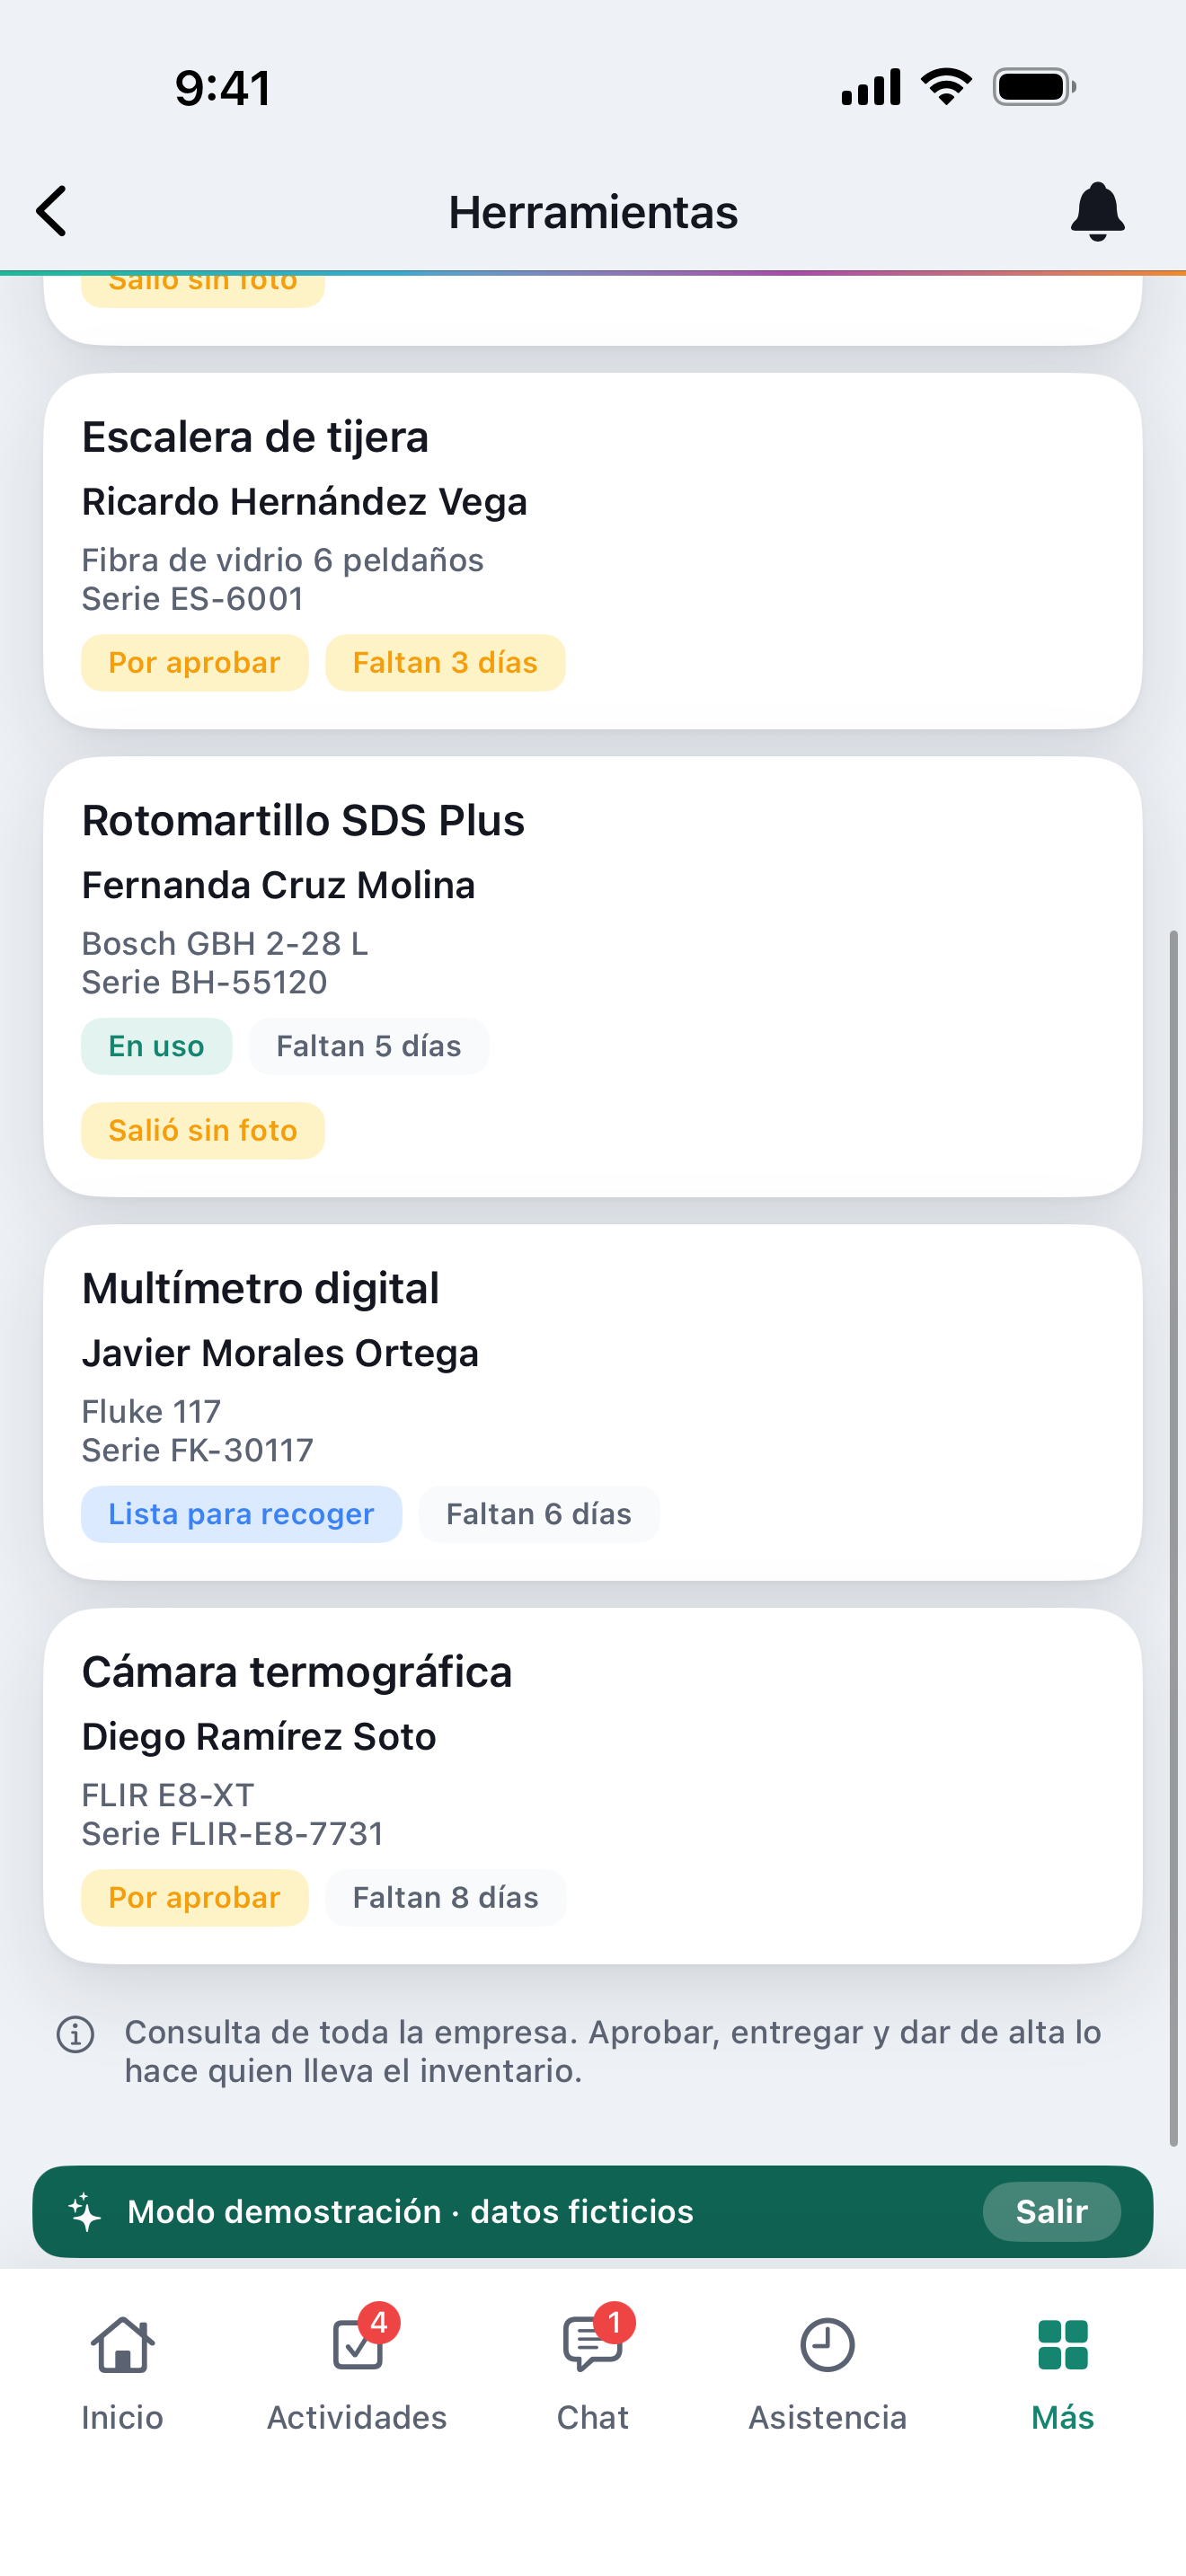 9:41
Herramientas
Salió sin foto
Escalera de tijera
Ricardo Hernández Vega
Fibra de vidrio 6 peldaños
Serie ES-6001
Por aprobar Faltan 3 días
Rotomartillo SDS Plus
Fernanda Cruz Molina
Bosch GBH 2-28 L
Serie BH-55120
En uso Faltan 5 días
Salió sin foto
Multímetro digital
Javier Morales Ortega
Fluke 117
Serie FK-30117
Lista para recoger Faltan 6 días
Cámara termográfica
Diego Ramírez Soto
FLIR E8-XT
Serie FLIR-E8-7731
Por aprobar Faltan 8 días
Consulta de toda la empresa. Aprobar, entregar y dar de alta lo
hace quien lleva el inventario.
Modo demostración · datos ficticios Salir
4 1
Inicio Actividades Chat Asistencia Más